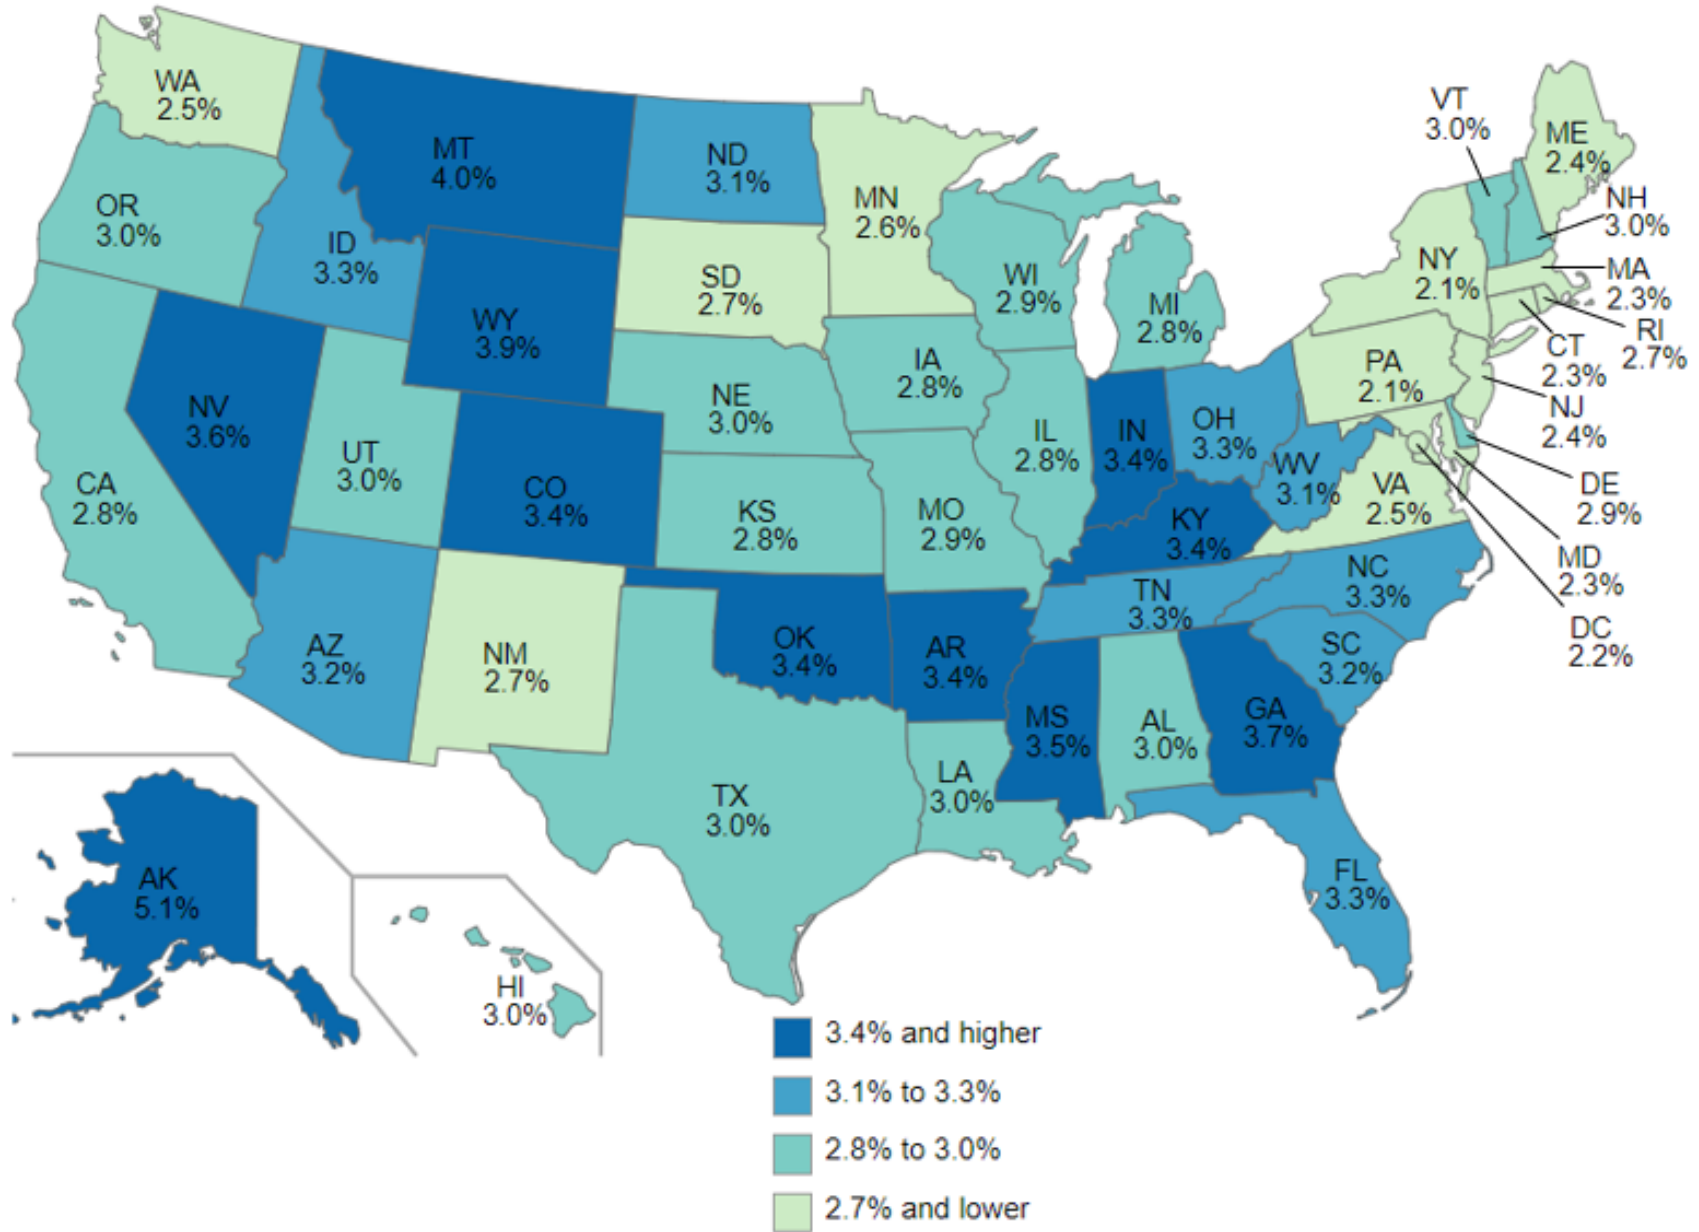 WA
2.5%
MT
4.0%
ND
3.1%
MN
2.6%
VT
3.0%
ME
2.4%
NH
3.0%
OR
3.0%
ID
3.3%
SD
2.7%
WI
2.9%
MI
2.8%
NY
2.1%
MA
2.3%
RI
2.7%
CT
2.3%
WY
3.9%
NE
3.0%
IA
2.8%
PA
2.1%
NJ
2.4%
NV
3.6%
UT
3.0%
CO
3.4%
KS
2.8%
MO
2.9%
IL
2.8%
IN
3.4%
OH
3.3%
WV
3.1%
VA
2.5%
DE
2.9%
MD
2.3%
DC
2.2%
CA
2.8%
KY
3.4%
TN
3.3%
NC
3.3%
SC
3.2%
AZ
3.2%
NM
2.7%
OK
3.4%
AR
3.4%
MS
3.5%
AL
3.0%
GA
3.7%
TX
3.0%
LA
3.0%
FL
3.3%
AK
5.1%
HI
3.0%
3.4% and higher
3.1% to 3.3%
2.8% to 3.0%
2.7% and lower